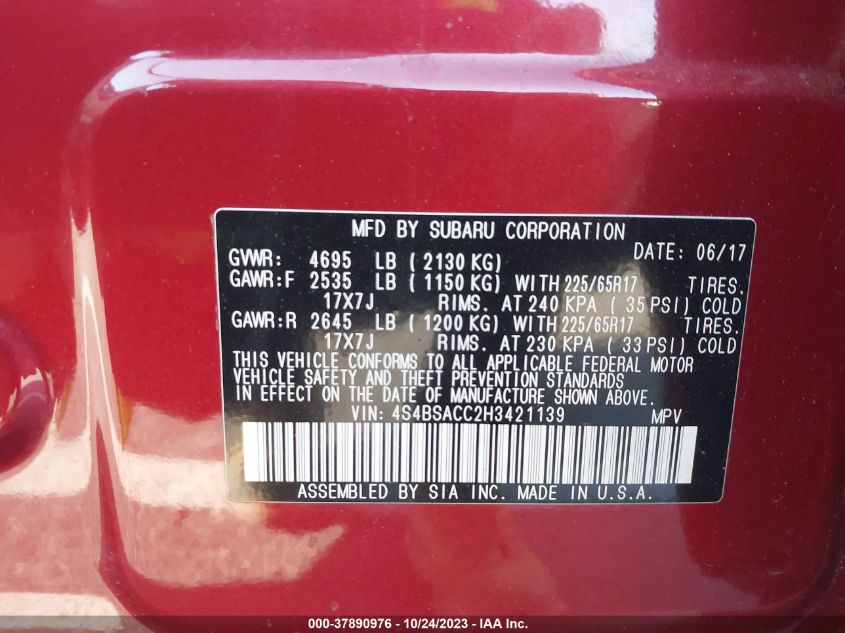 MFD BY SUBARU CORPORATION
GVWR: 4695 LB ( 2130 KG) DATE: 06/17
GAWR:F 2535 LB ( 1150 KG) WITH 225/65R17 TIRES.
17X7J RIMS. AT 240 KPA ( 35 PSI) COLD
GAWR:R 2645 LB ( 1200 KG) WITH 225/65R17 TIRES.
17X7J RIMS. AT 230 KPA ( 33 PSI) COLD
THIS VEHICLE CONFORMS TO ALL APPLICABLE FEDERAL MOTOR
VEHICLE SAFETY AND THEFT PREVENTION STANDARDS
IN EFFECT ON THE DATE OF MANUFACTURE SHOWN ABOVE.
VIN: 4S4BSACC2H3421139 MPV
ASSEMBLED BY SIA INC. MADE IN U.S.A.
000-37890976 - 10/24/2023 - IAA Inc.